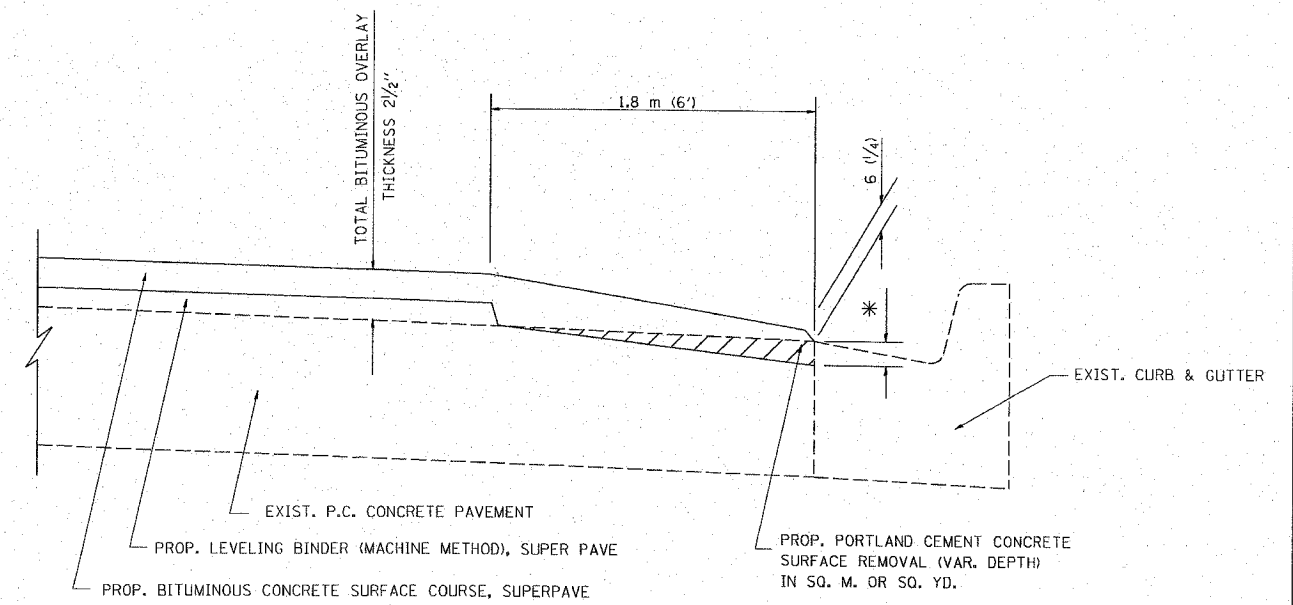 TOTAL BITUMINOUS OVERLAY
THICKNESS 2 1/2"
1.8 m (6')
6 (1/4)
*
EXIST. CURB & GUTTER
EXIST. P.C. CONCRETE PAVEMENT
PROP. LEVELING BINDER (MACHINE METHOD), SUPER PAVE
PROP. BITUMINOUS CONCRETE SURFACE COURSE, SUPERPAVE
PROP. PORTLAND CEMENT CONCRETE
SURFACE REMOVAL (VAR. DEPTH)
IN SQ. M. OR SQ. YD.